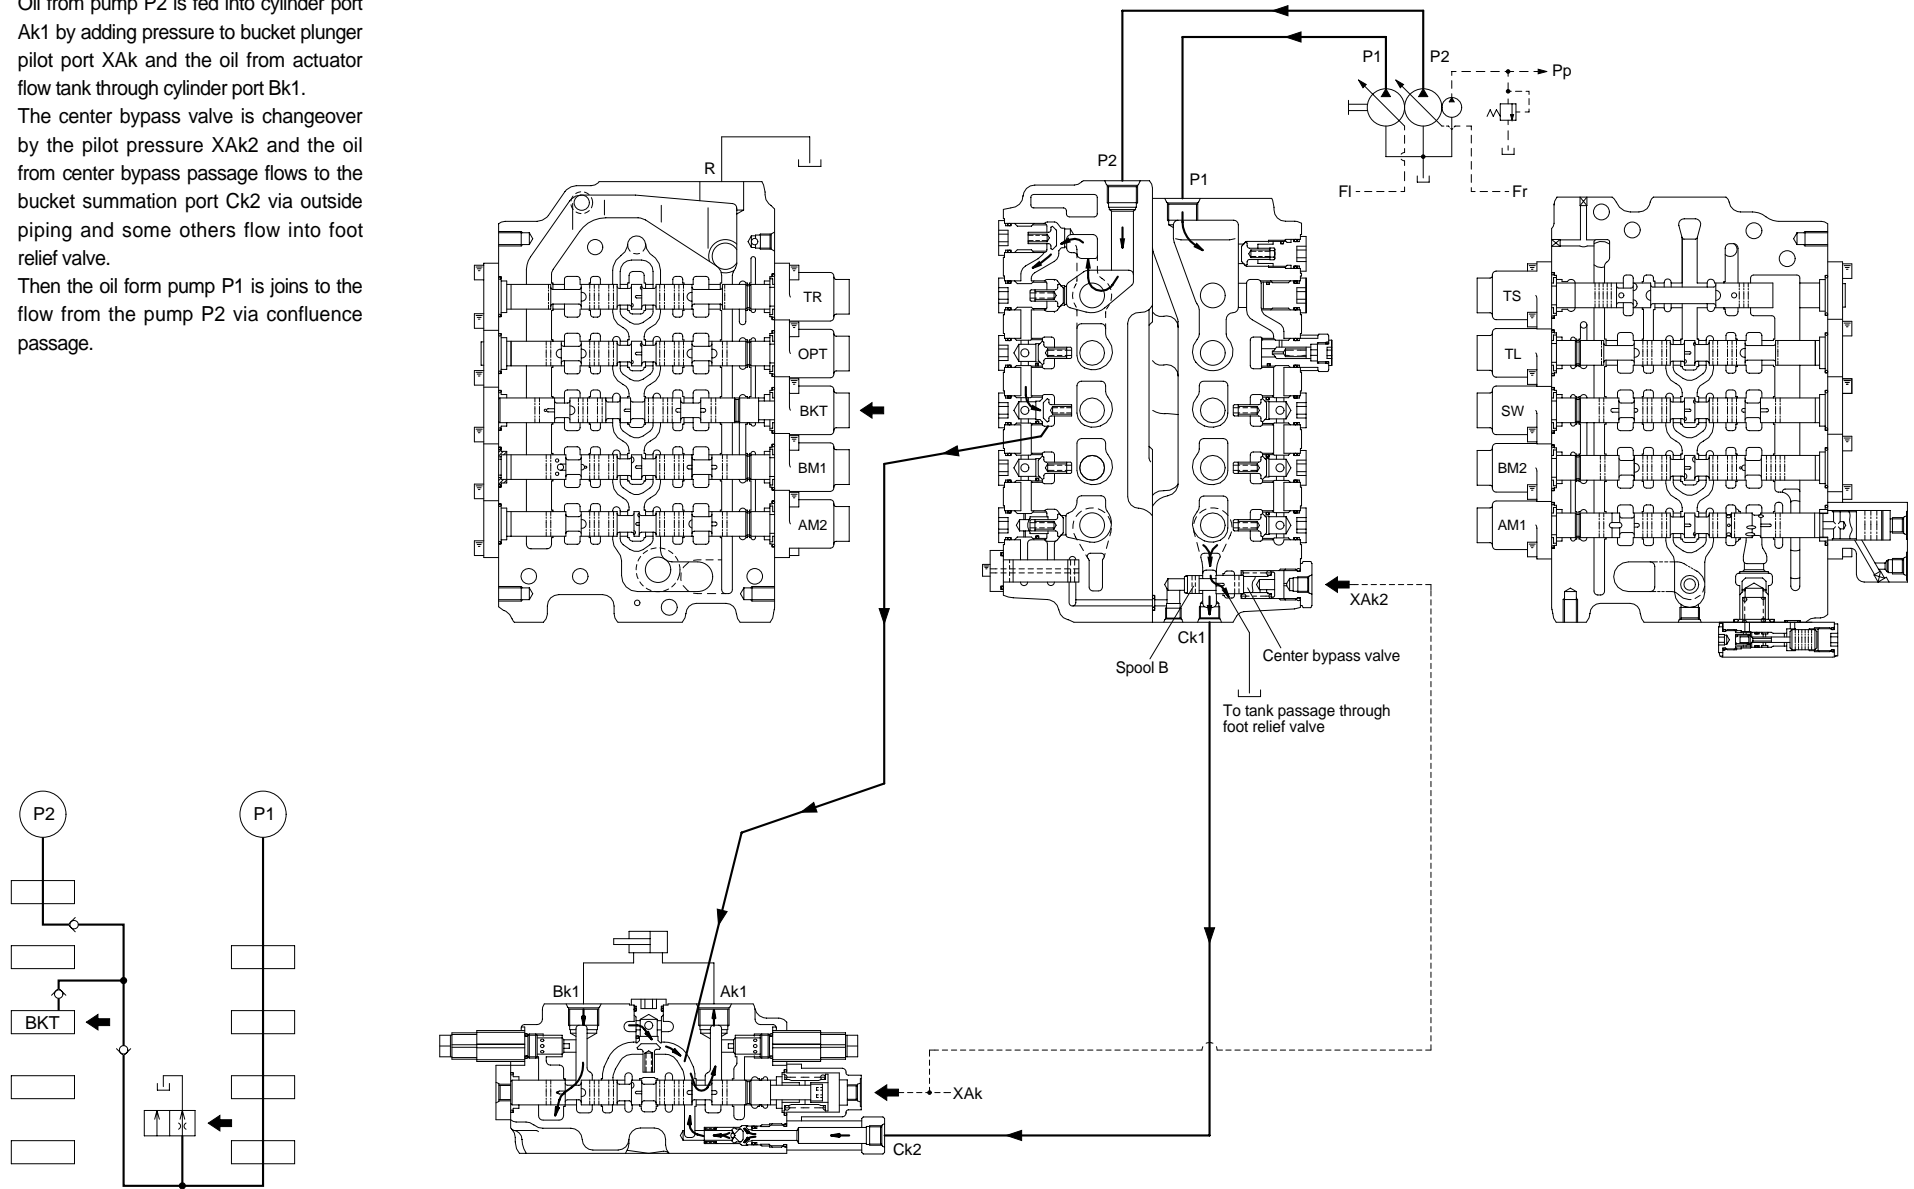 Oil from pump P2 is fed into cylinder port
Ak1 by adding pressure to bucket plunger
pilot port XAk and the oil from actuator
flow tank through cylinder port Bk1.
The center bypass valve is changeover
by the pilot pressure XAk2 and the oil
from center bypass passage flows to the
bucket summation port Ck2 via outside
piping and some others flow into foot
relief valve.
Then the oil form pump P1 is joins to the
flow from the pump P2 via confluence
passage.
P1
P2
Pp
Fl
Fr
R
TR
OPT
BKT
BM1
AM2
P2
P1
XAk2
Ck1
Spool B
Center bypass valve
To tank passage through
foot relief valve
TS
TL
SW
BM2
AM1
P2
P1
BKT
Bk1
Ak1
XAk
Ck2